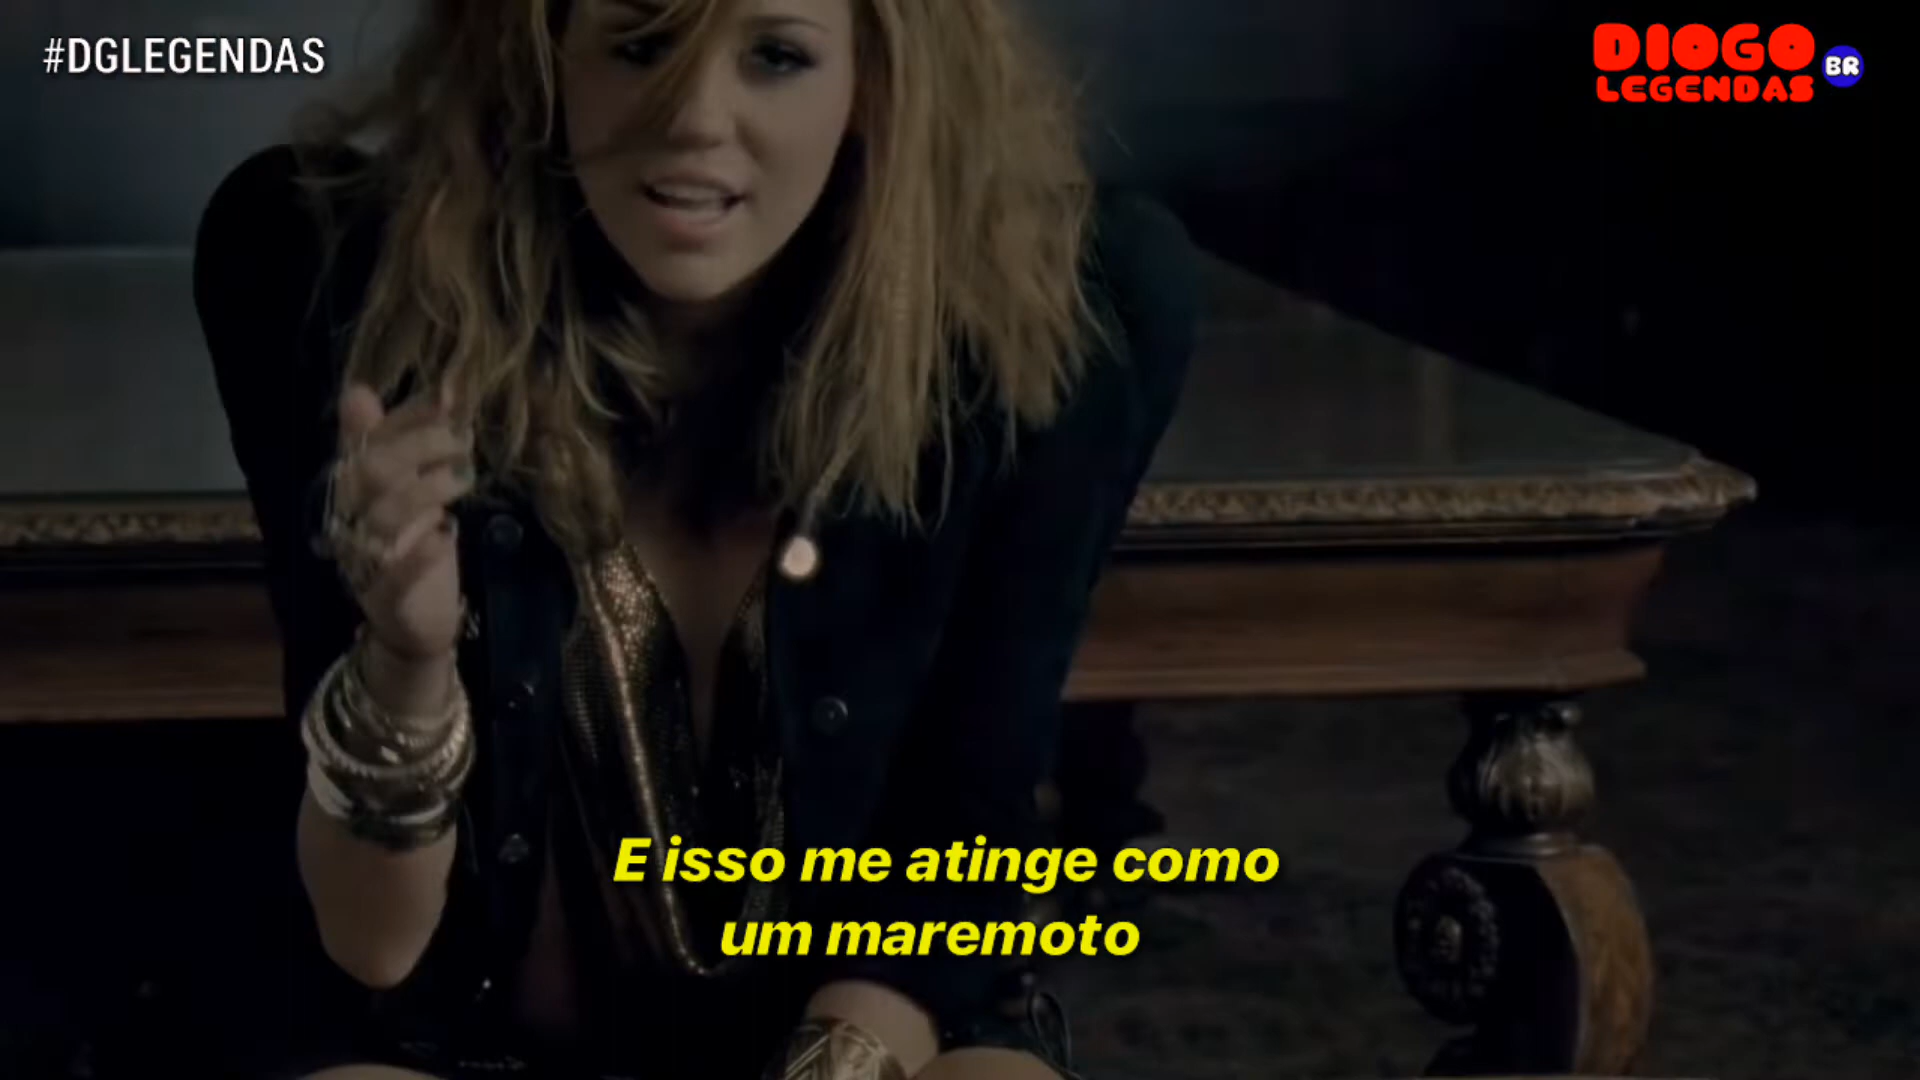 #DGLEGENDAS
DIOGO
LEGENDAS
BR
E isso me atinge como
um maremoto